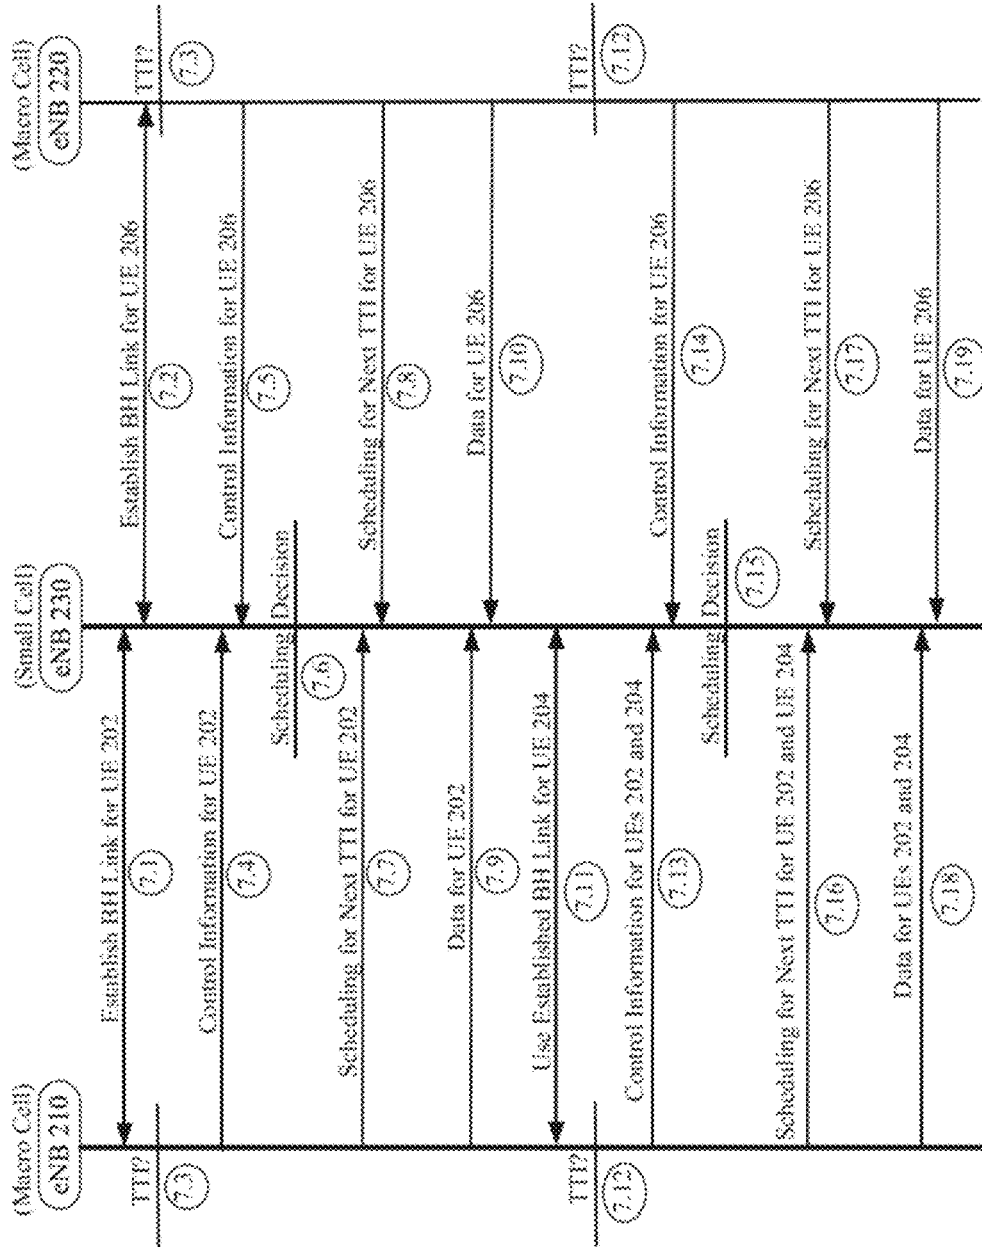 (Macro Cell)
eNB 210
(Small Cell)
eNB 230
(Macro Cell)
eNB 220
Establish BH Link for UE 202
7.1
Establish BH Link for UE 206
7.2
TTI?
7.3
TTI?
7.3
Control Information for UE 202
7.4
Control Information for UE 206
7.5
Scheduling Decision
7.6
Scheduling for Next TTI for UE 202
7.7
Scheduling for Next TTI for UE 206
7.8
Data for UE 202
7.9
Data for UE 206
7.10
Use Established BH Link for UE 204
7.11
TTI?
7.12
TTI?
7.12
Control Information for UEs 202 and 204
7.13
Control Information for UE 206
7.14
Scheduling Decision
7.15
Scheduling for Next TTI for UE 202 and UE 204
7.16
Scheduling for Next TTI for UE 206
7.17
Data for UEs 202 and 204
7.18
Data for UE 206
7.19